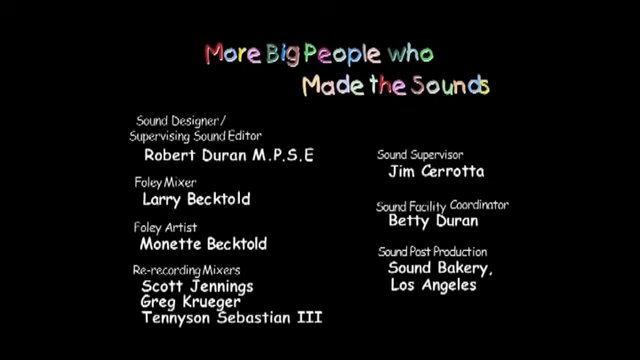 More Big People who
Made the Sounds
Sound Designer/
Supervising Sound Editor
Robert Duran M.P.S.E
Foley Mixer
Larry Becktold
Foley Artist
Monette Becktold
Re-recording Mixers
Scott Jennings
Greg Krueger
Tennyson Sebastian III
Sound Supervisor
Jim Cerrotta
Sound Facility Coordinator
Betty Duran
Sound Post Production
Sound Bakery,
Los Angeles